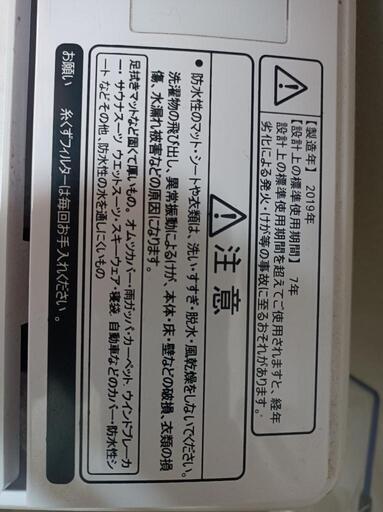 【製造年】 2019年
【設計上の標準使用期間】 7年
設計上の標準使用期間を超えてご使用されますと、経年
劣化による発火・けが等の事故に至るおそれがあります。
注意
● 防水性のマット・シートや衣類は、洗い・すすぎ・脱水・風乾燥をしないでください。
洗濯物の飛び出し、異常振動によるけが、本体・床・壁などの破損、衣類の損
傷、水漏れ被害などの原因になります。
足拭きマットなど固くて厚いもの。オムツカバー・雨ガッパ・カーペット ウインドブレーカ
ー・サウナスーツ ウェットスーツ・スキーウェア・寝袋 自動車などのカバー・防水性シ
ート などその他、防水性の水を通しにくいもの
お願い 糸くずフィルターは毎回お手入れください。